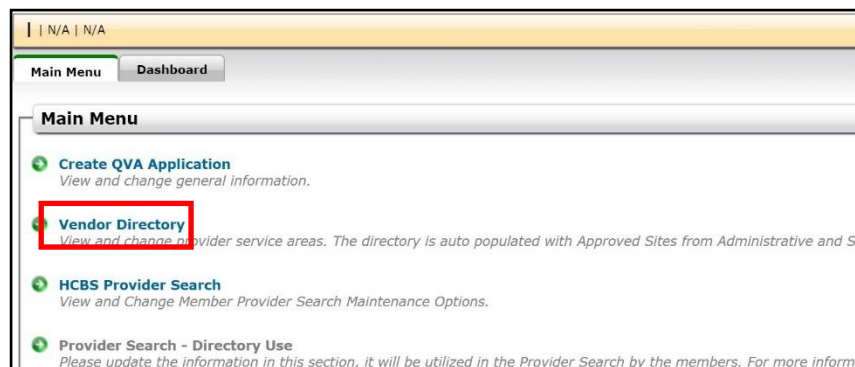 | | N/A | N/A
Main Menu Dashboard
Main Menu
Create QVA Application
View and change general information.
Vendor Directory
View and change provider service areas. The directory is auto populated with Approved Sites from Administrative and S
HCBS Provider Search
View and Change Member Provider Search Maintenance Options.
Provider Search - Directory Use
Please update the information in this section, it will be utilized in the Provider Search by the members. For more inform